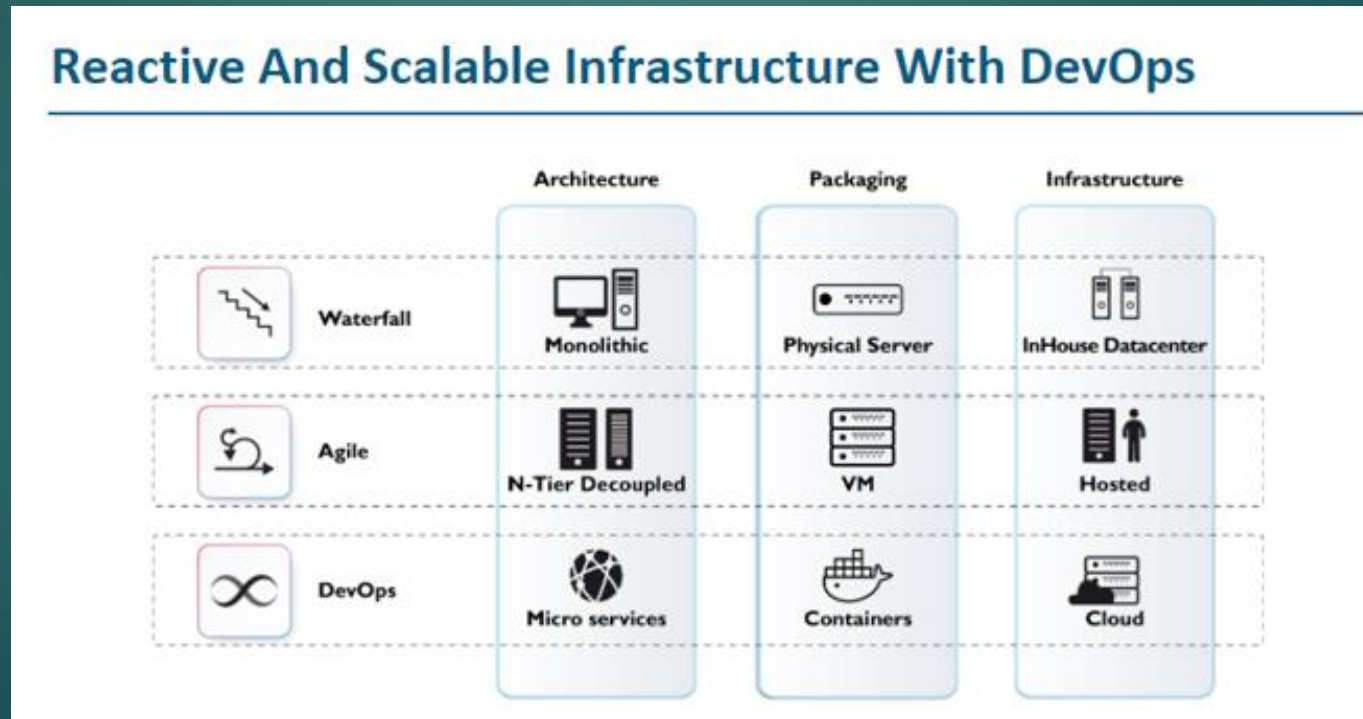 Reactive And Scalable Infrastructure With DevOps
Architecture Packaging Infrastructure
Waterfall
Monolithic Physical Server InHouse Datacenter
Agile
N-Tier Decoupled VM Hosted
DevOps
Micro services Containers Cloud